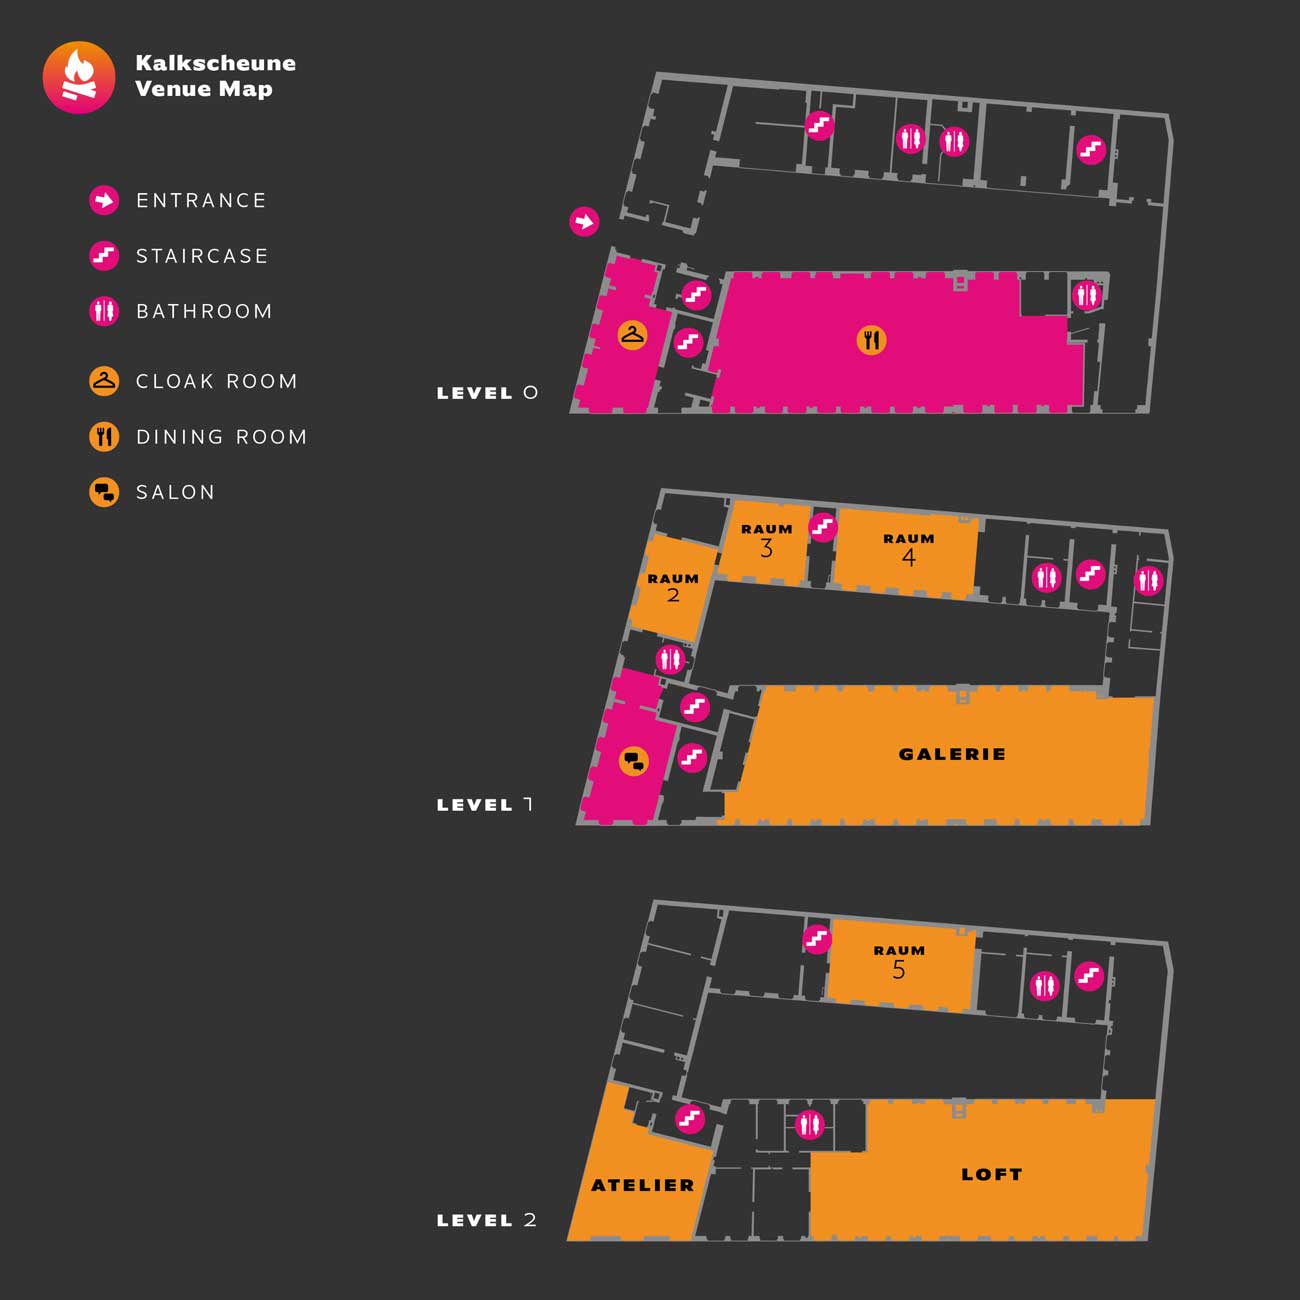 Kalkscheune
Venue Map
ENTRANCE
STAIRCASE
BATHROOM
CLOAK ROOM
DINING ROOM
SALON
LEVEL 0
RAUM
3
RAUM
4
RAUM
2
GALERIE
LEVEL 1
RAUM
5
LOFT
ATELIER
LEVEL 2